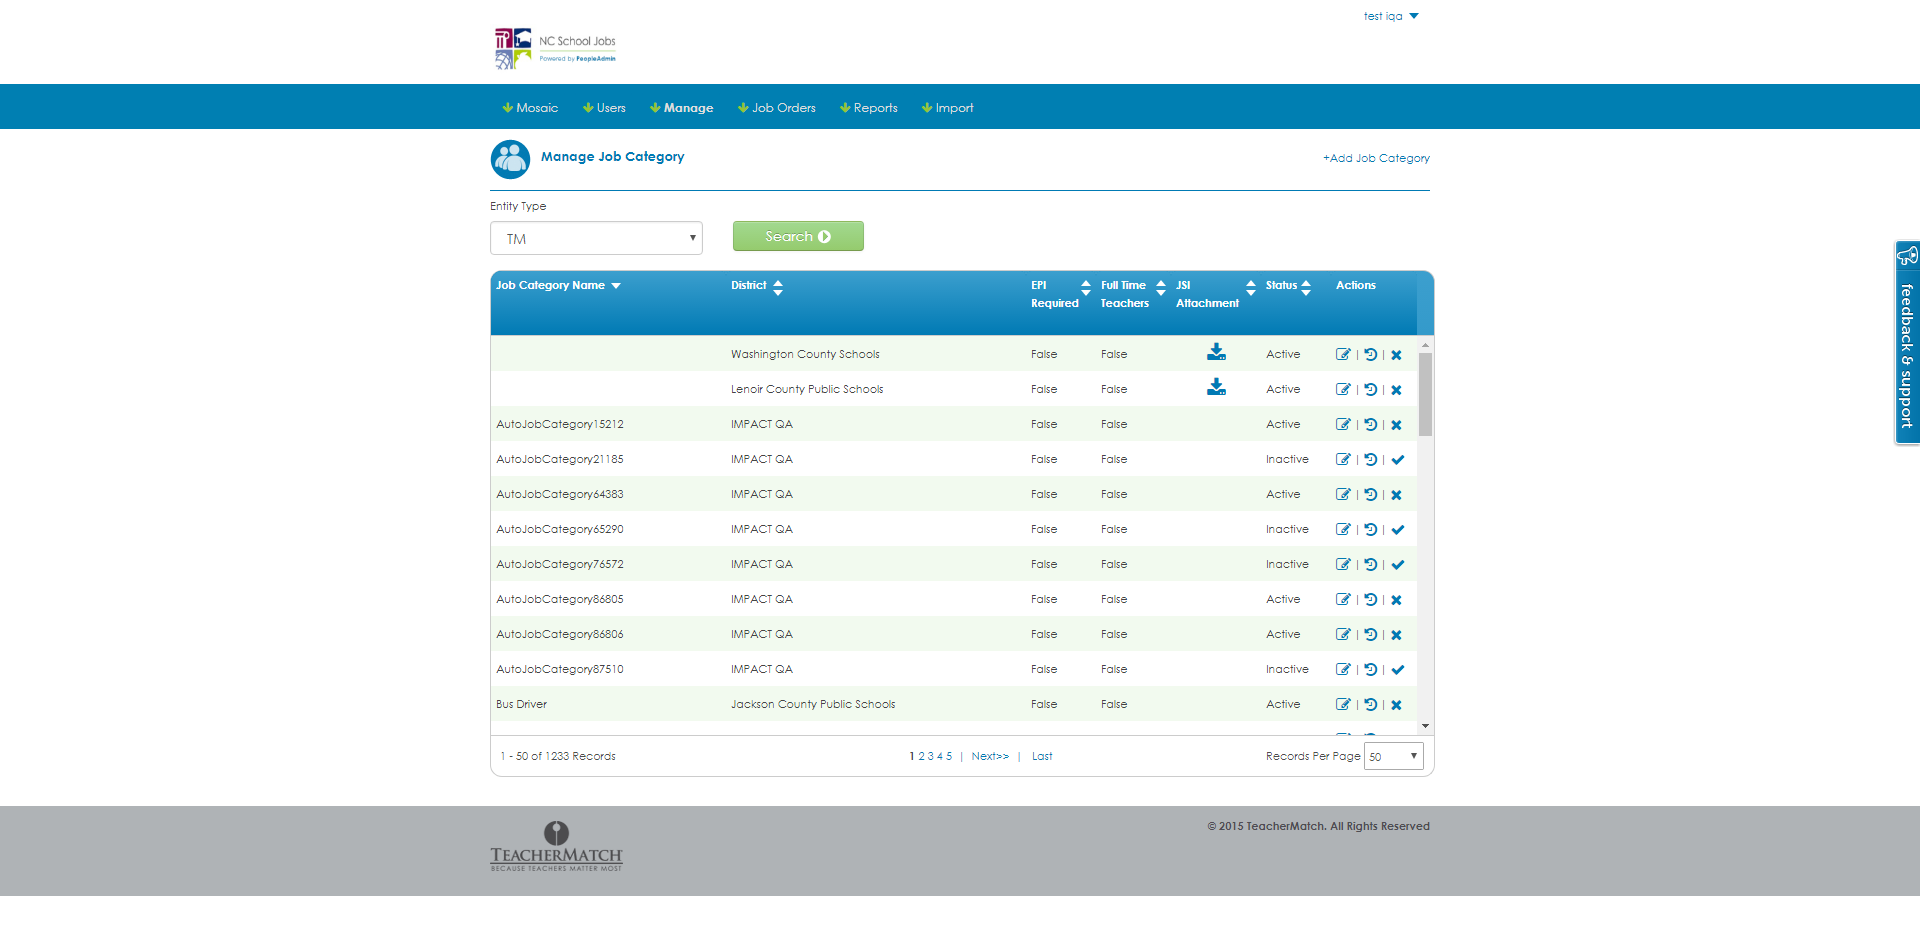 test iqa
NC School Jobs
Powered by PeopleAdmin
Mosaic Users Manage Job Orders Reports Import
Manage Job Category
+Add Job Category
Entity Type
TM
Search
Job Category Name District EPI Required Full Time Teachers JSI Attachment Status Actions
Washington County Schools False False Active | |
Lenoir County Public Schools False False Active | |
AutoJobCategory15212 IMPACT QA False False Active | |
AutoJobCategory21185 IMPACT QA False False Inactive | |
AutoJobCategory64383 IMPACT QA False False Active | |
AutoJobCategory65290 IMPACT QA False False Inactive | |
AutoJobCategory76572 IMPACT QA False False Inactive | |
AutoJobCategory86805 IMPACT QA False False Active | |
AutoJobCategory86806 IMPACT QA False False Active | |
AutoJobCategory87510 IMPACT QA False False Inactive | |
Bus Driver Jackson County Public Schools False False Active | |
1 - 50 of 1233 Records 1 2 3 4 5 | Next>> | Last Records Per Page 50
feedback & support
© 2015 TeacherMatch. All Rights Reserved
TEACHERMATCH
BECAUSE TEACHERS MATTER MOST